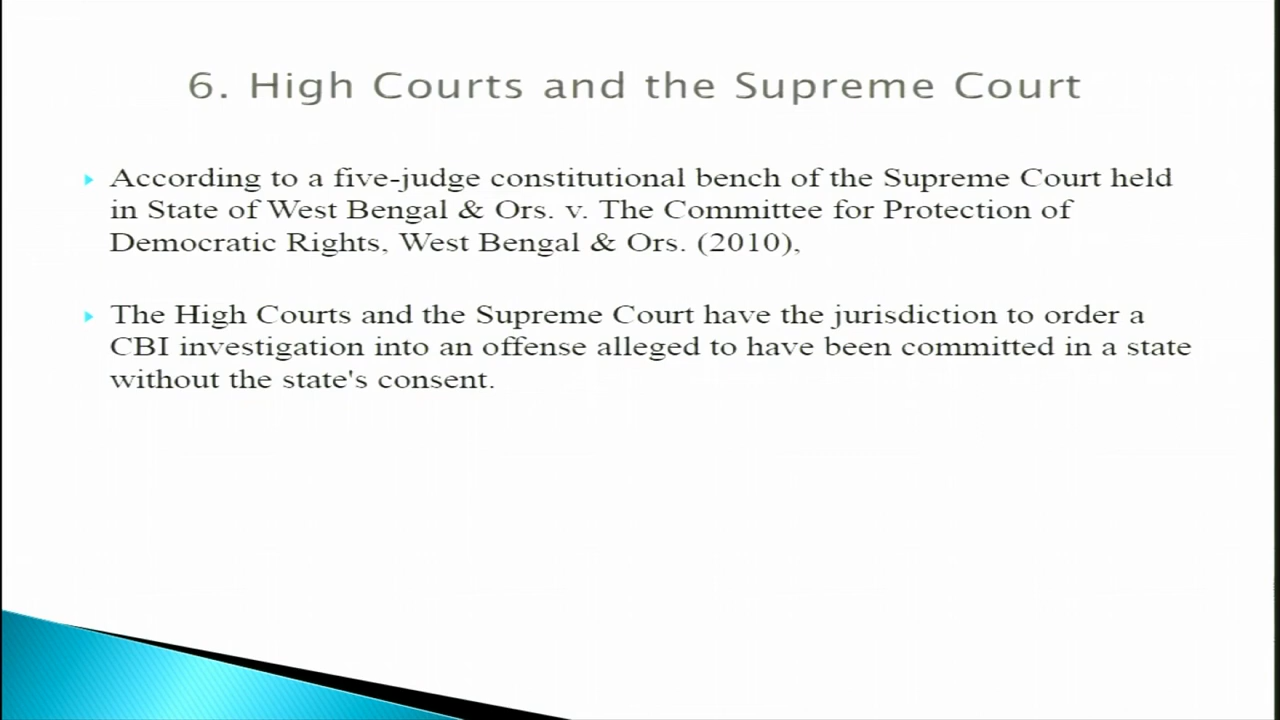 6. High Courts and the Supreme Court
According to a five-judge constitutional bench of the Supreme Court held
in State of West Bengal & Ors. v. The Committee for Protection of
Democratic Rights, West Bengal & Ors. (2010),
The High Courts and the Supreme Court have the jurisdiction to order a
CBI investigation into an offense alleged to have been committed in a state
without the state's consent.